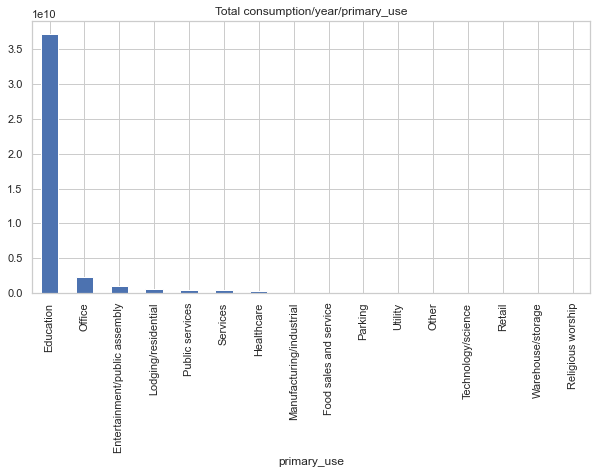 Total consumption/year/primary_use
1e10
3.5
3.0
2.5
2.0
1.5
1.0
0.5
0.0
Education
Office
Entertainment/public assembly
Lodging/residential
Public services
Services
Healthcare
Manufacturing/industrial
Food sales and service
Parking
Utility
Other
Technology/science
Retail
Warehouse/storage
Religious worship
primary_use